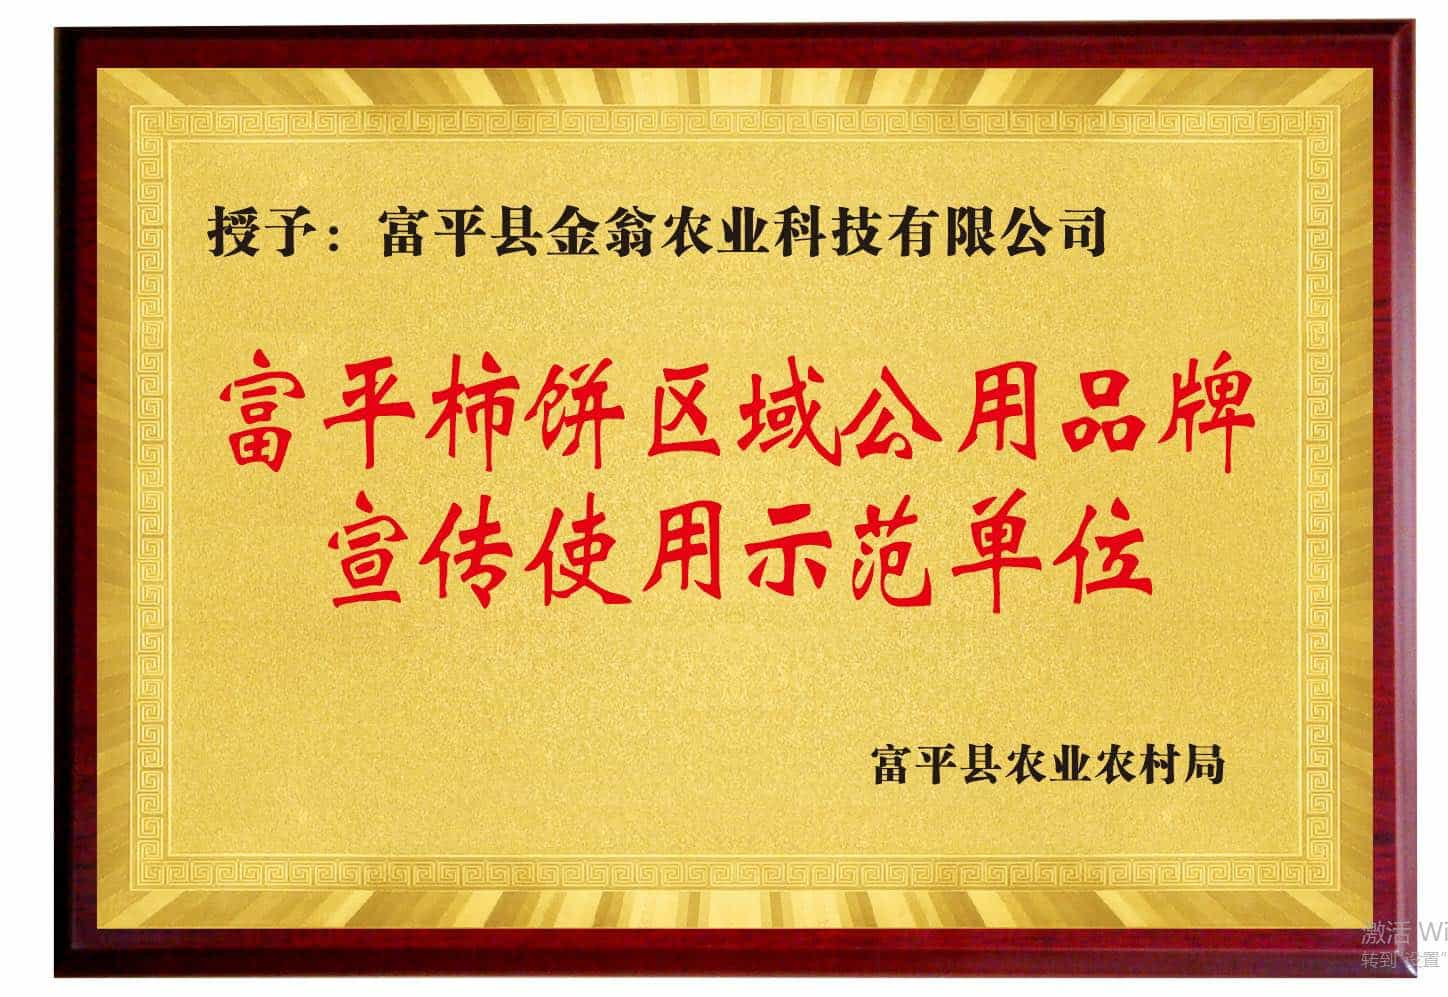 授予：富平县金翁农业科技有限公司
富平柿饼区域公用品牌
宣传使用示范单位
富平县农业农村局
激活 Wi
转到"设置"